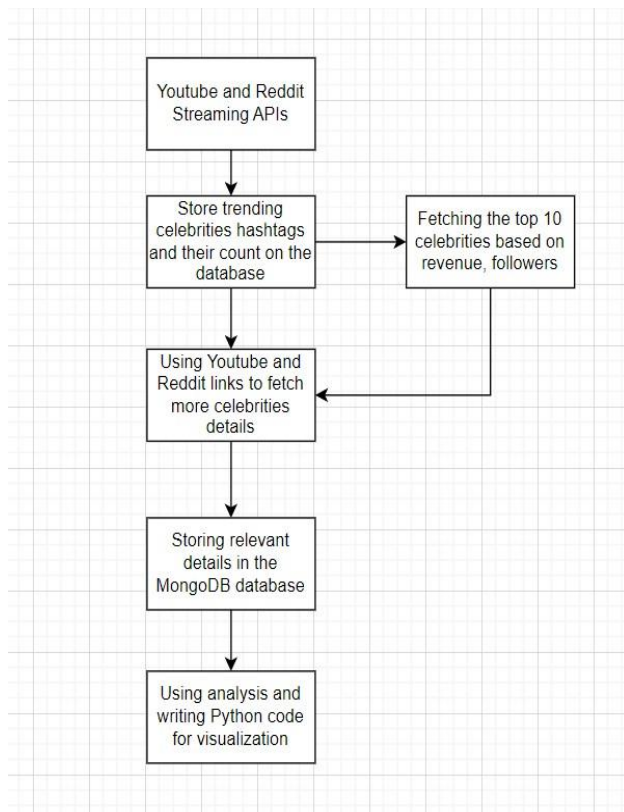 Youtube and Reddit
Streaming APIs
Store trending
celebrities hashtags
and their count on the
database
Fetching the top 10
celebrities based on
revenue, followers
Using Youtube and
Reddit links to fetch
more celebrities
details
Storing relevant
details in the
MongoDB database
Using analysis and
writing Python code
for visualization